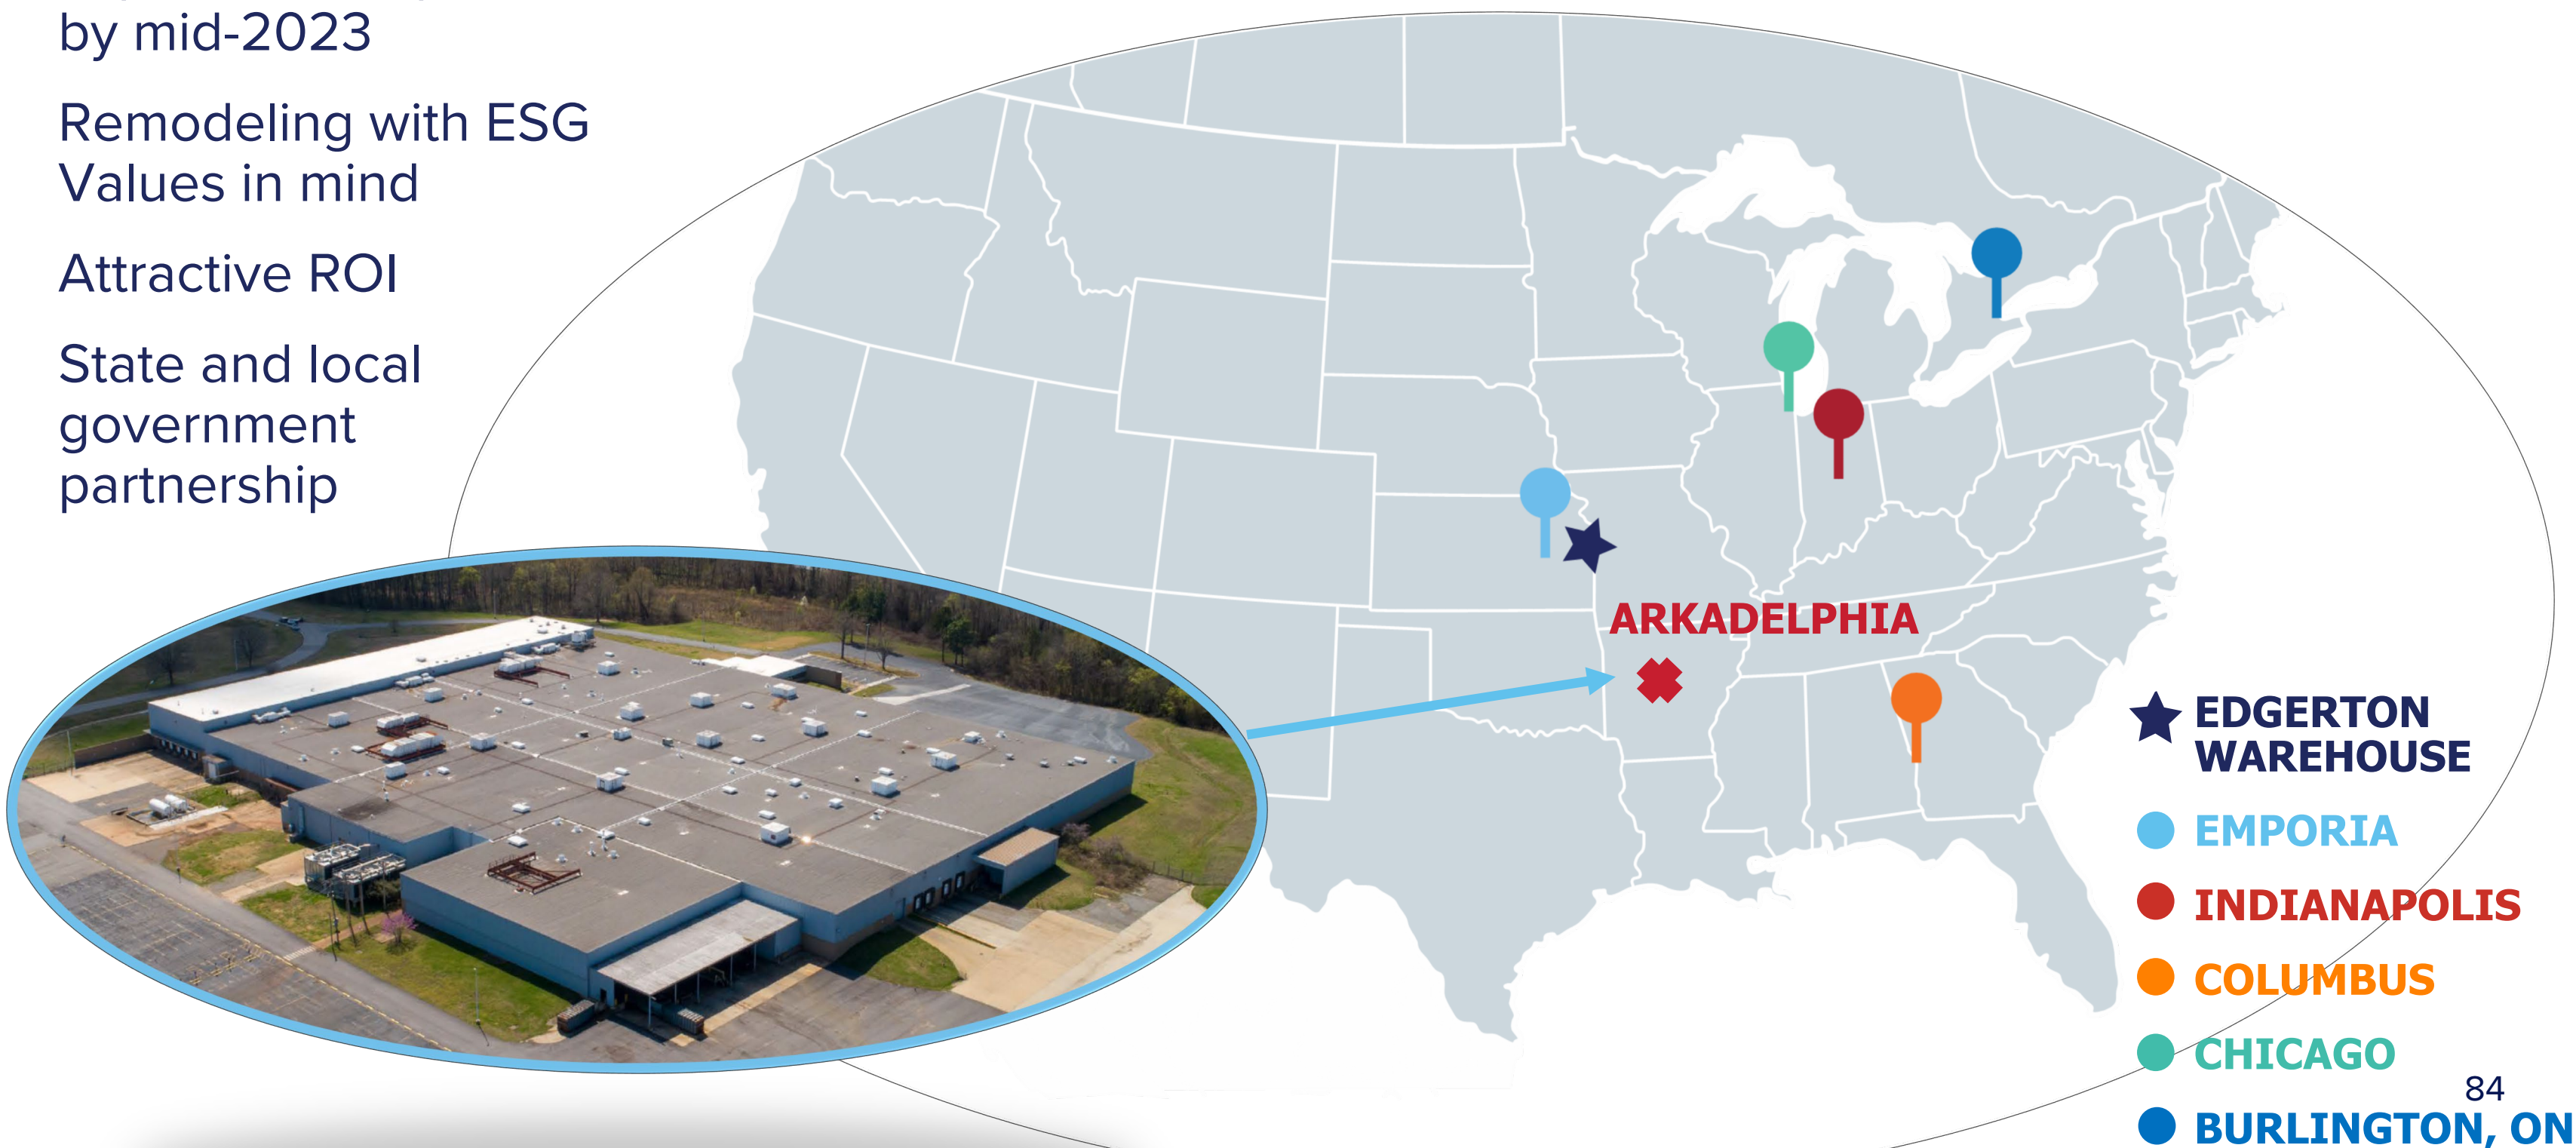 by mid-2023
Remodeling with ESG
Values in mind
Attractive ROI
State and local
government
partnership
ARKADELPHIA
EDGERTON
WAREHOUSE
EMPORIA
INDIANAPOLIS
COLUMBUS
CHICAGO
84
BURLINGTON, ON